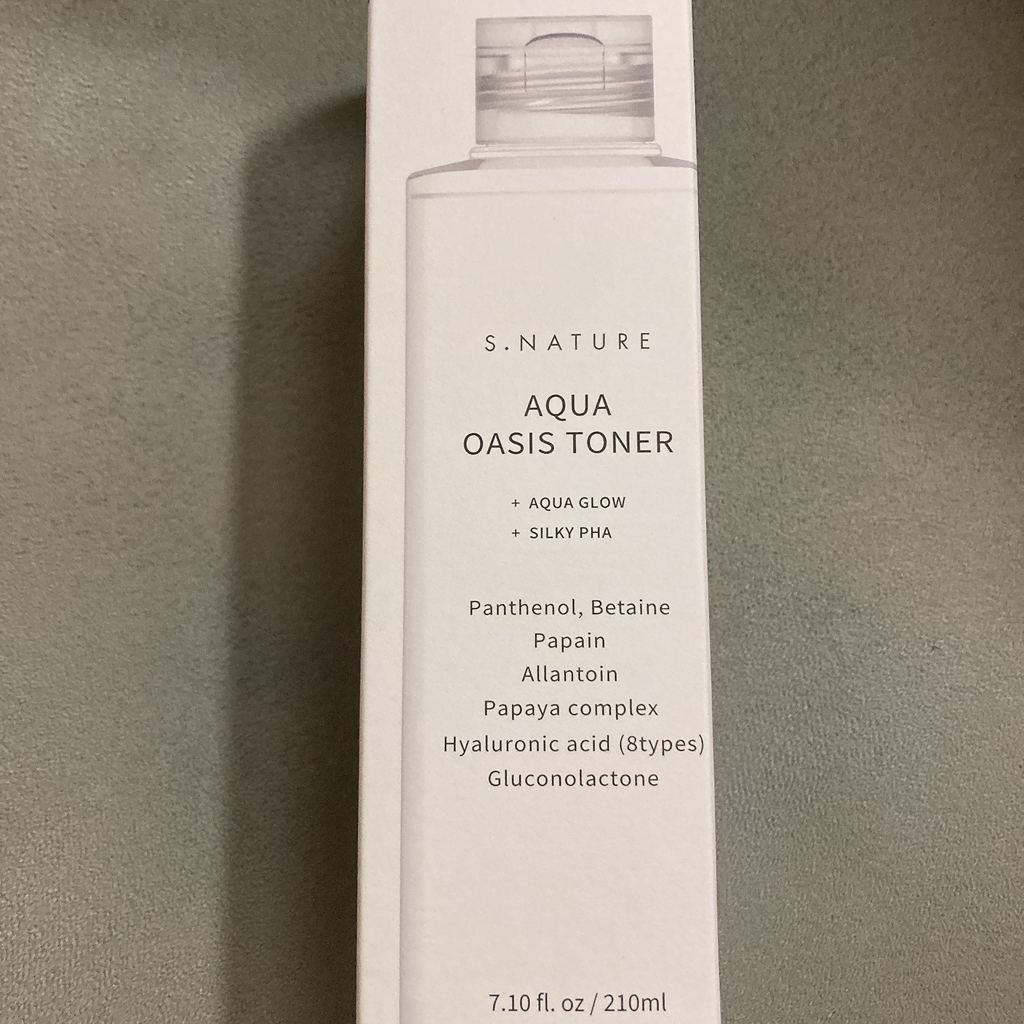 S.NATURE
AQUA
OASIS TONER
+ AQUA GLOW
+ SILKY PHA
Panthenol, Betaine
Papain
Allantoin
Papaya complex
Hyaluronic acid (8types)
Gluconolactone
7.10 fl. oz / 210ml